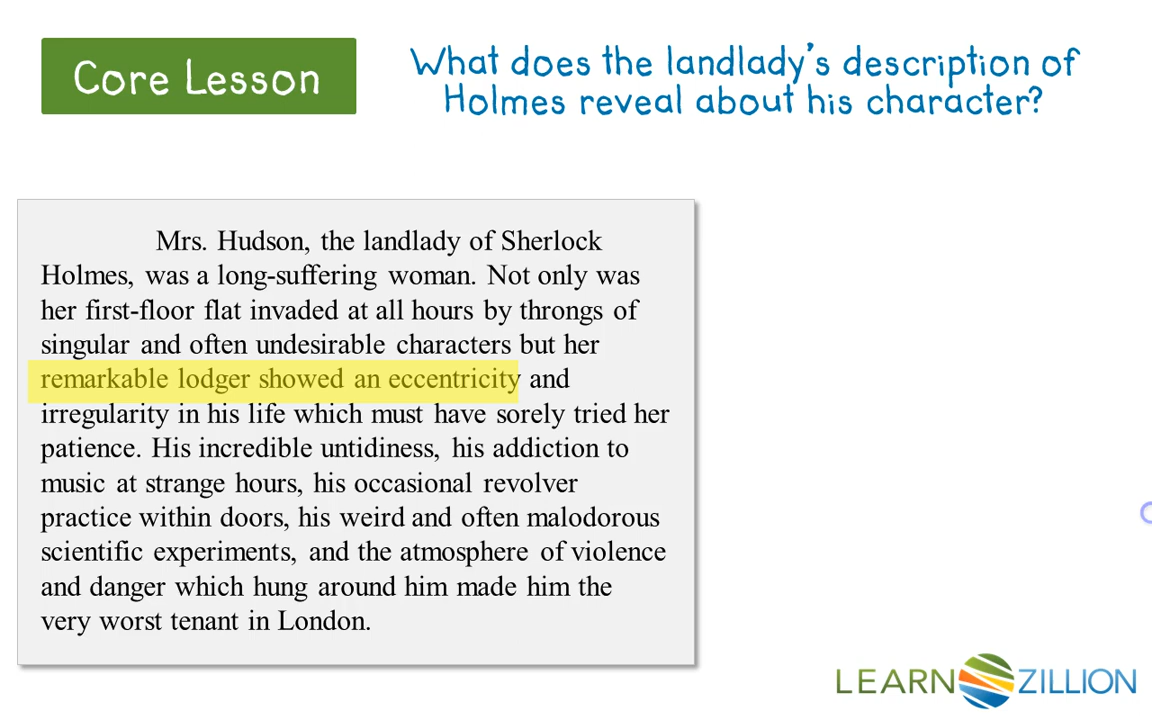 Core Lesson
What does the landlady's description of
Holmes reveal about his character?
Mrs. Hudson, the landlady of Sherlock
Holmes, was a long-suffering woman. Not only was
her first-floor flat invaded at all hours by throngs of
singular and often undesirable characters but her
remarkable lodger showed an eccentricity and
irregularity in his life which must have sorely tried her
patience. His incredible untidiness, his addiction to
music at strange hours, his occasional revolver
practice within doors, his weird and often malodorous
scientific experiments, and the atmosphere of violence
and danger which hung around him made him the
very worst tenant in London.
LEARN ZILLION